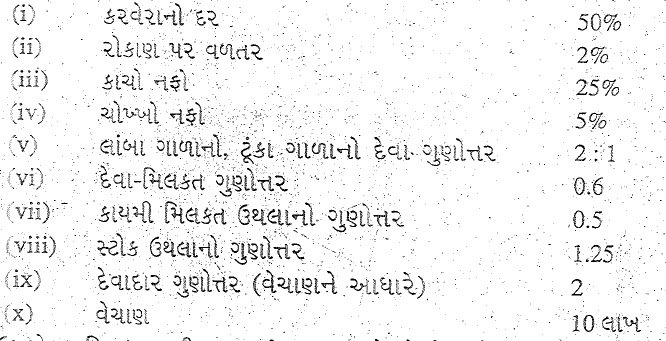 (i) કરવેરાનો દર 50%
(ii) રોકાણ પર વળતર 2%
(iii) કાચો નફો 25%
(iv) ચોખ્ખો નફો 5%
(v) લાંબા ગાળાનો, ટૂંકા ગાળાનો દેવા ગુણોત્તર 2 : 1
(vi) દેવા-મિલકત ગુણોત્તર 0.6
(vii) કાયમી મિલકત ઉથલાનો ગુણોત્તર 0.5
(viii) સ્ટોક ઉથલાનો ગુણોત્તર 1.25
(ix) દેવાદાર ગુણોત્તર (વેચાણને આધારે) 2
(x) વેચાણ 10 લાખ